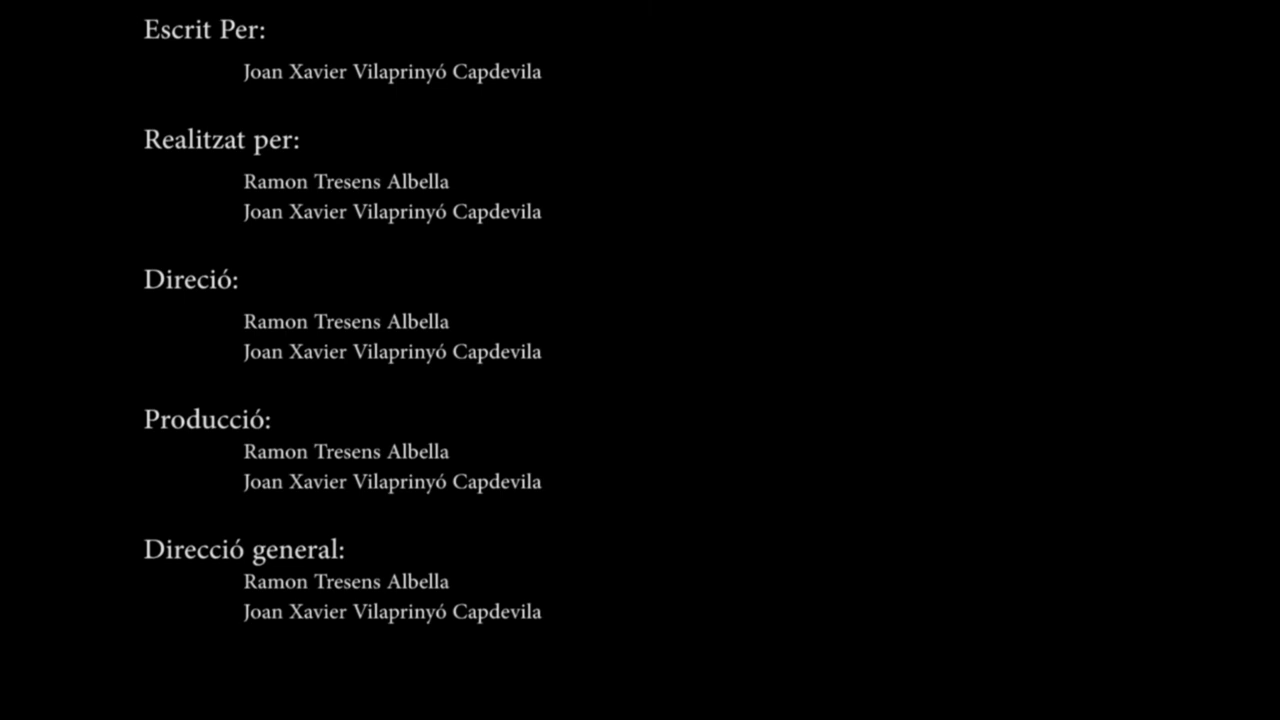 Escrit Per:
Joan Xavier Vilaprinyó Capdevila
Realitzat per:
Ramon Tresens Albella
Joan Xavier Vilaprinyó Capdevila
Direció:
Ramon Tresens Albella
Joan Xavier Vilaprinyó Capdevila
Producció:
Ramon Tresens Albella
Joan Xavier Vilaprinyó Capdevila
Direcció general:
Ramon Tresens Albella
Joan Xavier Vilaprinyó Capdevila